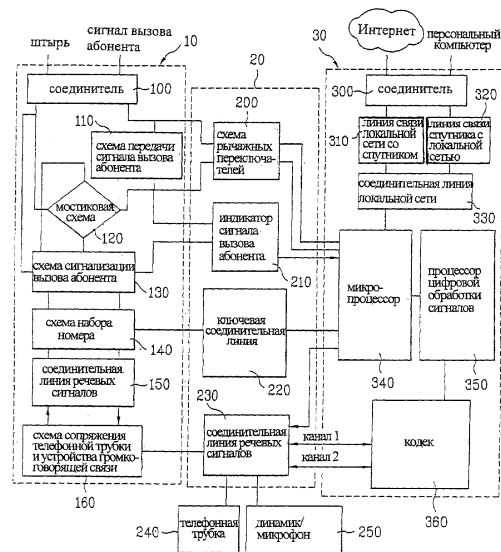 штырь
сигнал вызова
абонента
10
соединитель
100
110
схема передачи
сигнала вызова
абонента
мостиковая
схема
120
схема сигнализации
вызова абонента
130
схема набора
номера
140
соединительная
линия речевых
сигналов
150
схема сопряжения
телефонной трубки
и устройства громко-
говорящей связи
160
20
200
схема
рычажных
переключа-
телей
индикатор
сигнала
вызова
абонента
210
ключевая
соединительная
линия
220
230
соединительная
линия речевых
сигналов
канал 1
канал 2
240
телефонная
трубка
динамик/
микрофон
250
Интернет
персональный
компьютер
30
соединитель
300
310
линия связи
локальной
сети со
спутником
320
линия связи
спутника с
локальной
сетью
соединительная линия
локальной сети
330
микро-
процессор
340
процессор
цифровой
обработки
сигналов
350
кодек
360